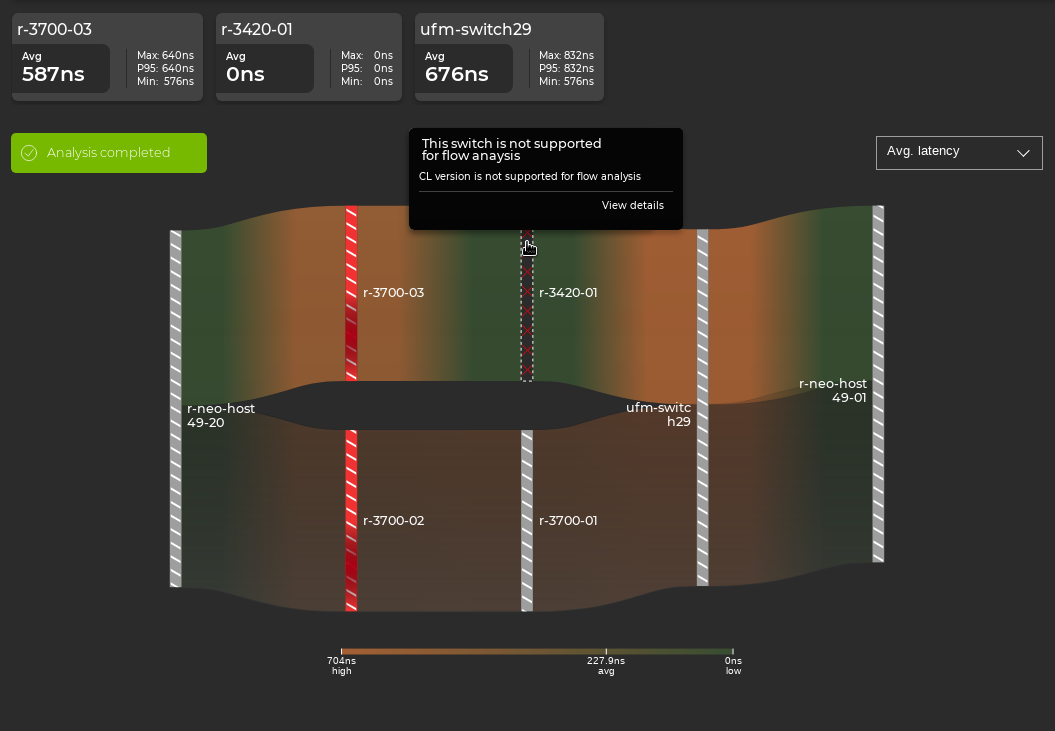 r-3700-03
Avg
587ns
Max: 640ns
P95: 640ns
Min: 576ns
r-3420-01
Avg
0ns
Max: 0ns
P95: 0ns
Min: 0ns
ufm-switch29
Avg
676ns
Max: 832ns
P95: 832ns
Min: 576ns
Analysis completed
This switch is not supported
for flow anaysis
CL version is not supported for flow analysis
View details
Avg. latency
r-3700-03
r-3420-01
r-neo-host
49-01
r-neo-host
49-20
ufm-switc
h29
r-3700-02
r-3700-01
704ns
high
227.9ns
avg
0ns
low